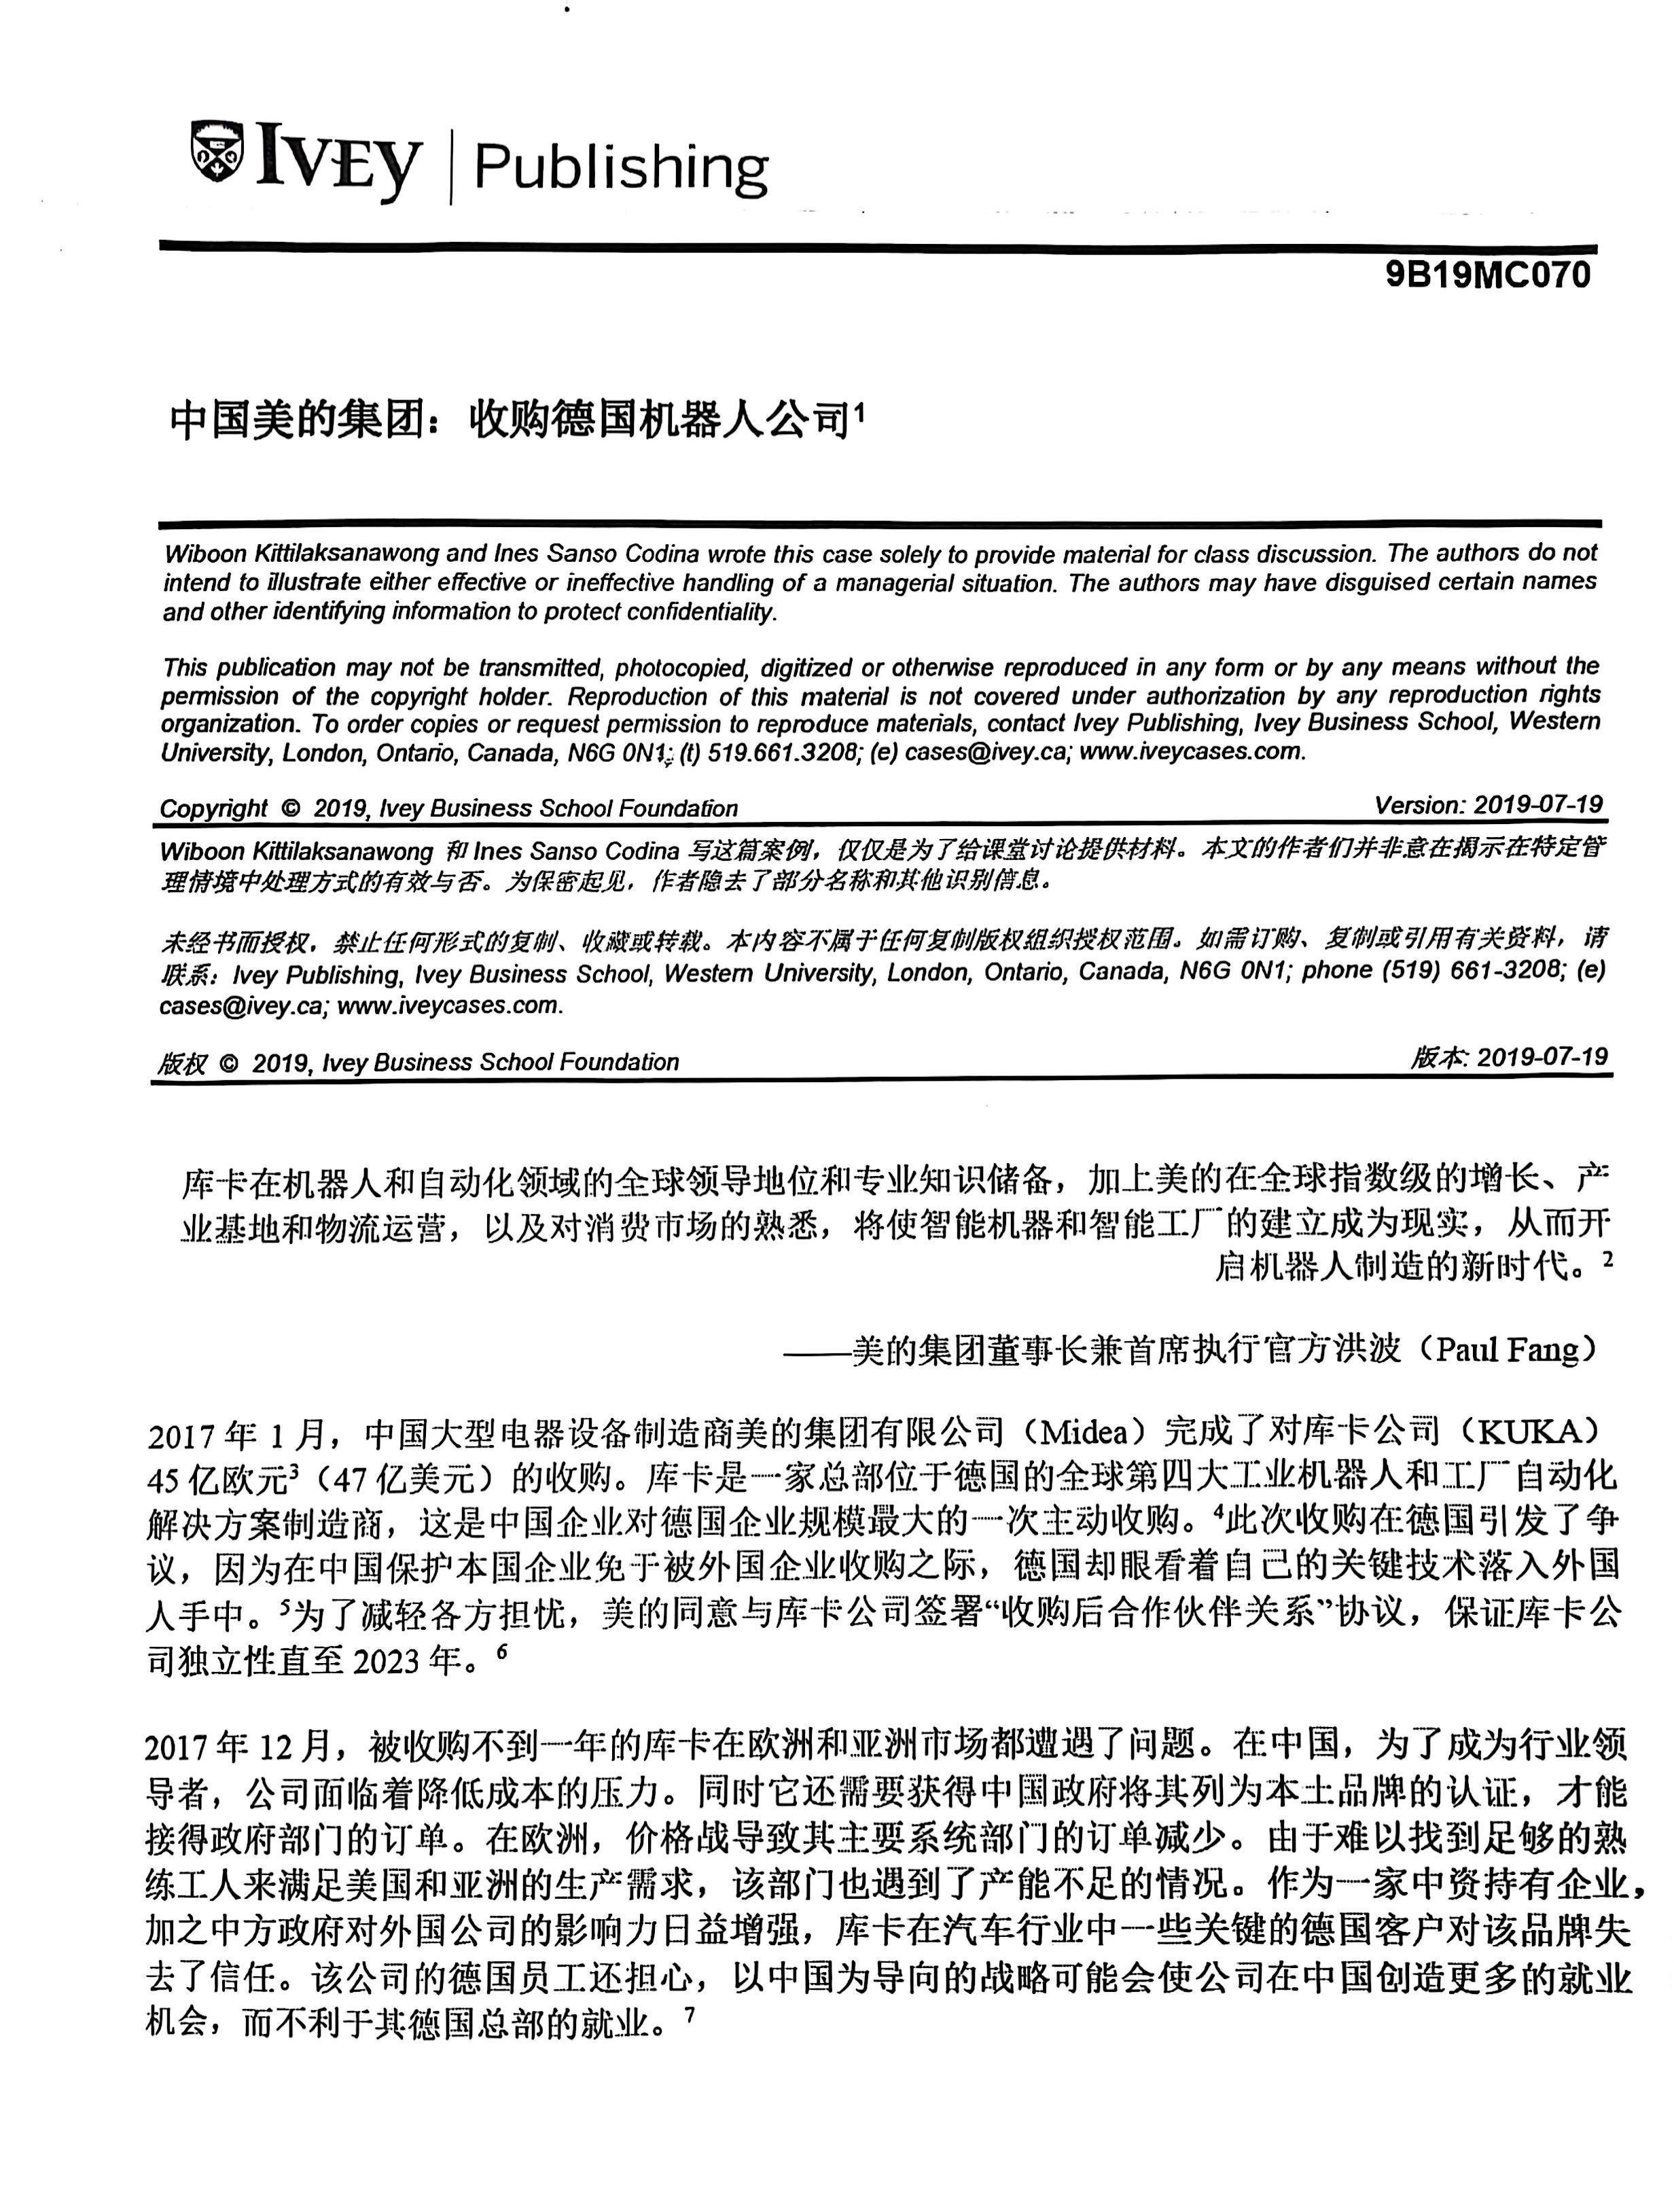 IVEY | Publishing
9B19MC070
中国美的集团：收购德国机器人公司1
Wiboon Kittilaksanawong and Ines Sanso Codina wrote this case solely to provide material for class discussion. The authors do not
intend to illustrate either effective or ineffective handling of a managerial situation. The authors may have disguised certain names
and other identifying information to protect confidentiality.
This publication may not be transmitted, photocopied, digitized or otherwise reproduced in any form or by any means without the
permission of the copyright holder. Reproduction of this material is not covered under authorization by any reproduction rights
organization. To order copies or request permission to reproduce materials, contact Ivey Publishing, Ivey Business School, Western
University, London, Ontario, Canada, N6G 0N1; (t) 519.661.3208; (e) cases@ivey.ca; www.iveycases.com.
Copyright © 2019, Ivey Business School Foundation Version: 2019-07-19
Wiboon Kittilaksanawong 和 Ines Sanso Codina 写这篇案例，仅仅是为了给课堂讨论提供材料。本文的作者们并非意在揭示在特定管
理情境中处理方式的有效与否。为保密起见，作者隐去了部分名称和其他识别信息。
未经书面授权，禁止任何形式的复制、收藏或转载。本内容不属于任何复制版权组织授权范围。如需订购、复制或引用有关资料，请
联系：Ivey Publishing, Ivey Business School, Western University, London, Ontario, Canada, N6G 0N1; phone (519) 661-3208; (e)
cases@ivey.ca; www.iveycases.com.
版权 © 2019, Ivey Business School Foundation 版本: 2019-07-19
库卡在机器人和自动化领域的全球领导地位和专业知识储备，加上美的在全球指数级的增长、产
业基地和物流运营，以及对消费市场的熟悉，将使智能机器和智能工厂的建立成为现实，从而开
启机器人制造的新时代。2
——美的集团董事长兼首席执行官方洪波（Paul Fang）
2017 年 1 月，中国大型电器设备制造商美的集团有限公司（Midea）完成了对库卡公司（KUKA）
45 亿欧元3（47 亿美元）的收购。库卡是一家总部位于德国的全球第四大工业机器人和工厂自动化
解决方案制造商，这是中国企业对德国企业规模最大的一次主动收购。4此次收购在德国引发了争
议，因为在中国保护本国企业免于被外国企业收购之际，德国却眼看着自己的关键技术落入外国
人手中。5为了减轻各方担忧，美的同意与库卡公司签署“收购后合作伙伴关系”协议，保证库卡公
司独立性直至 2023 年。6
2017 年 12 月，被收购不到一年的库卡在欧洲和亚洲市场都遭遇了问题。在中国，为了成为行业领
导者，公司面临着降低成本的压力。同时它还需要获得中国政府将其列为本土品牌的认证，才能
接得政府部门的订单。在欧洲，价格战导致其主要系统部门的订单减少。由于难以找到足够的熟
练工人来满足美国和亚洲的生产需求，该部门也遇到了产能不足的情况。作为一家中资持有企业，
加之中方政府对外国公司的影响力日益增强，库卡在汽车行业中一些关键的德国客户对该品牌失
去了信任。该公司的德国员工还担心，以中国为导向的战略可能会使公司在中国创造更多的就业
机会，而不利于其德国总部的就业。7